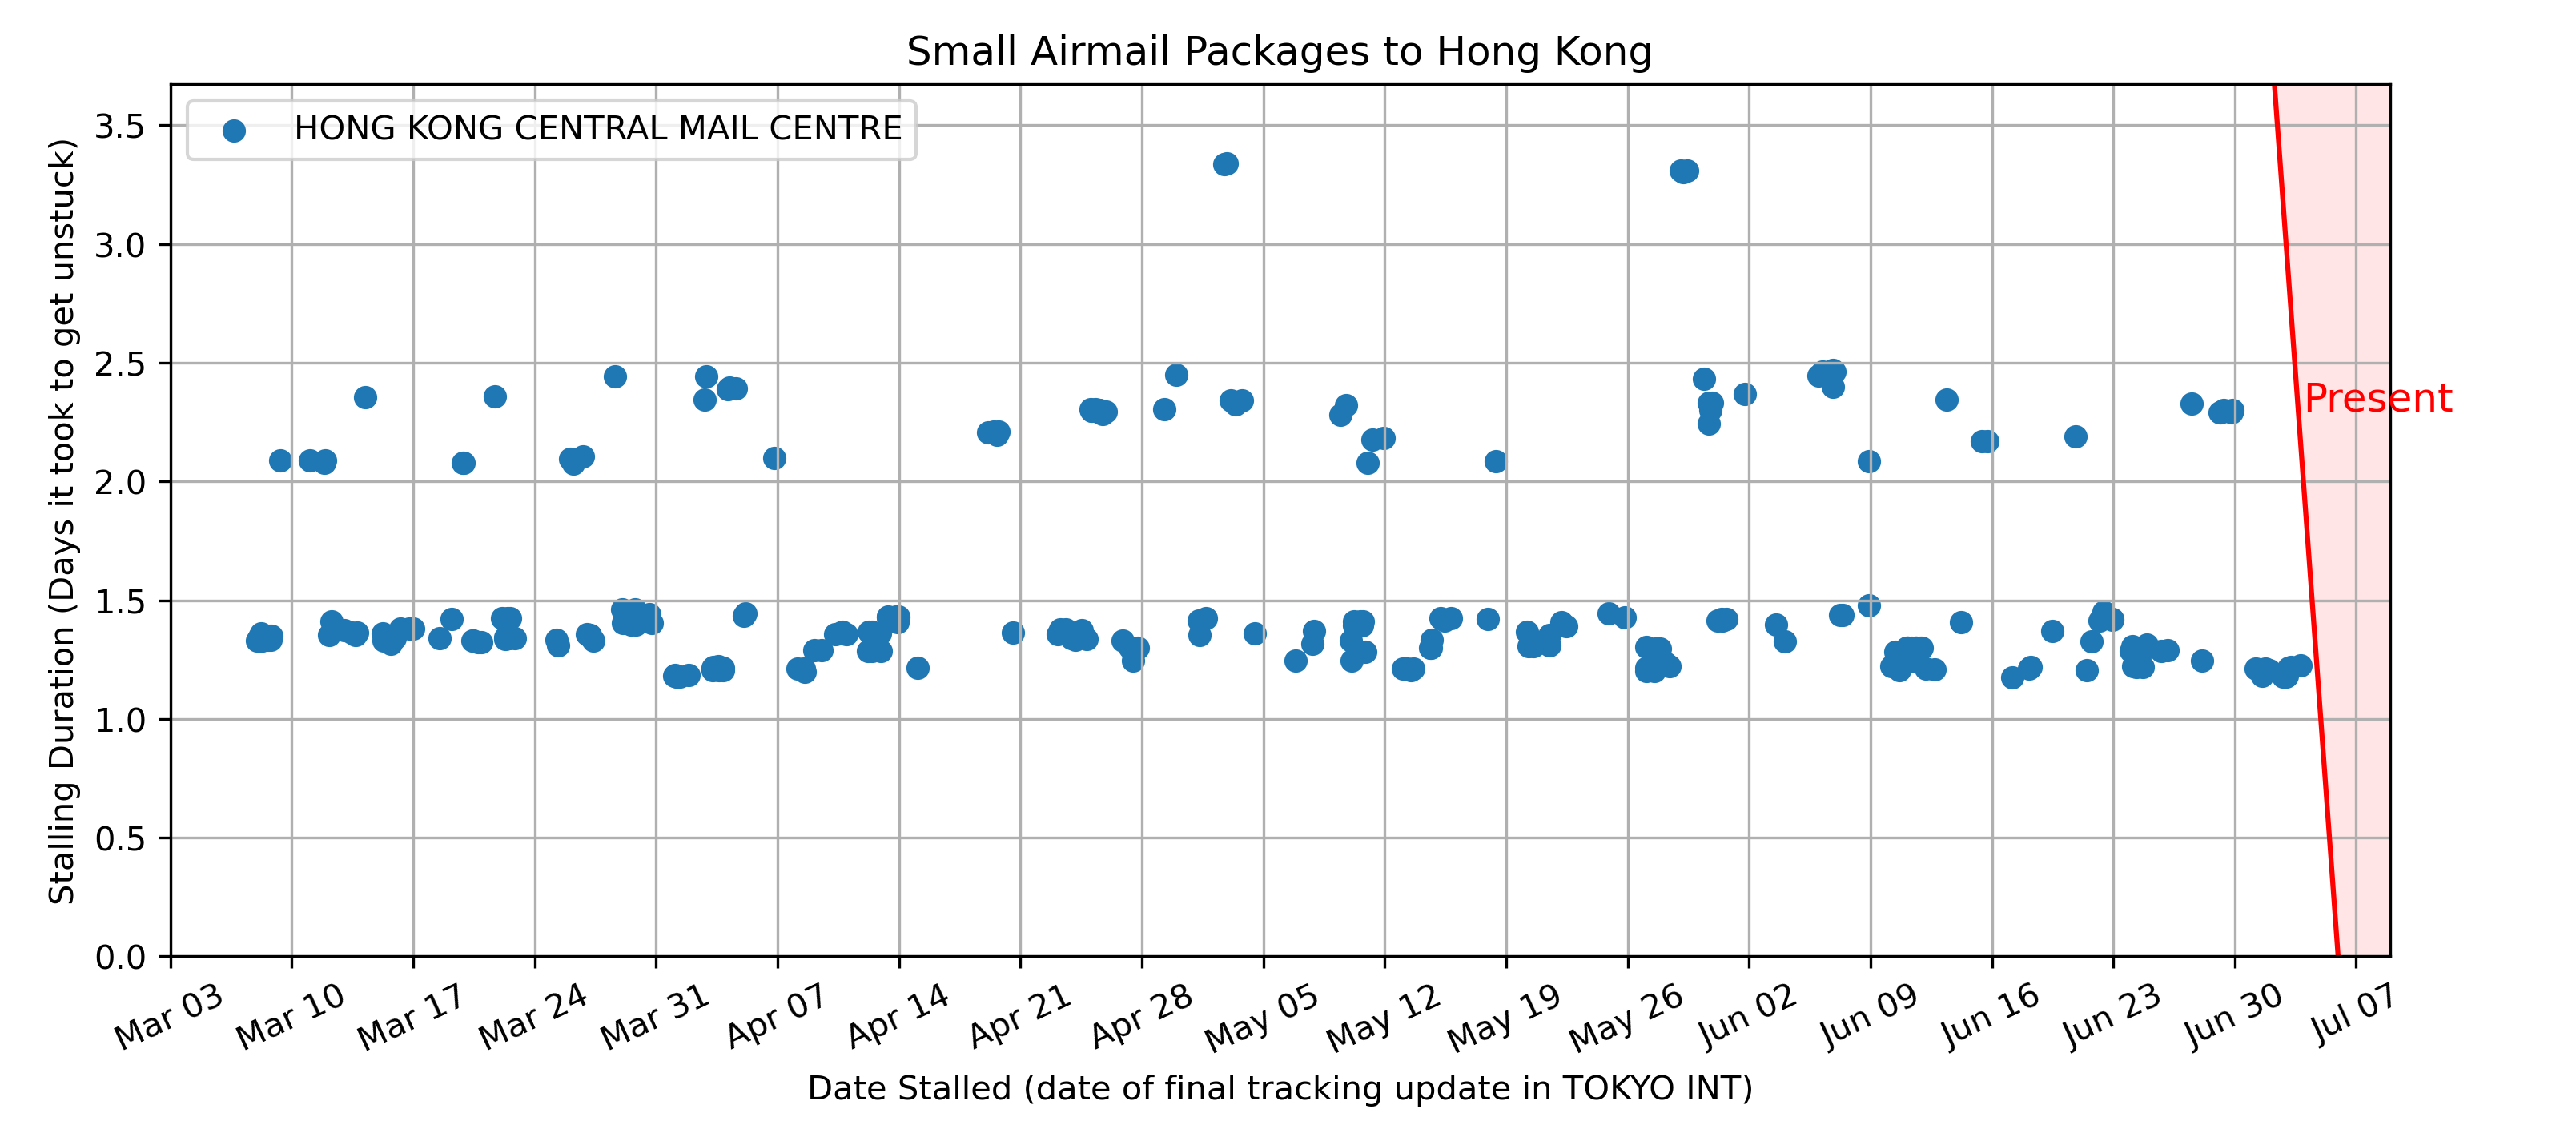 Small Airmail Packages to Hong Kong
HONG KONG CENTRAL MAIL CENTRE
Stalling Duration (Days it took to get unstuck)
3.5
3.0
2.5
2.0
1.5
1.0
0.5
0.0
Present
Mar 03
Mar 10
Mar 17
Mar 24
Mar 31
Apr 07
Apr 14
Apr 21
Apr 28
May 05
May 12
May 19
May 26
Jun 02
Jun 09
Jun 16
Jun 23
Jun 30
Jul 07
Date Stalled (date of final tracking update in TOKYO INT)